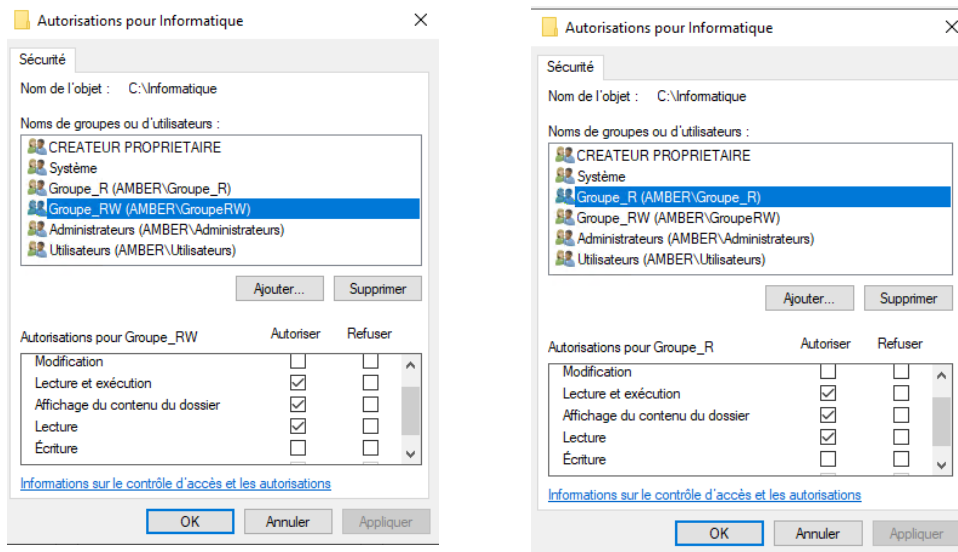 Autorisations pour Informatique
Sécurité
Nom de l'objet : C:\Informatique
Noms de groupes ou d'utilisateurs :
CREATEUR PROPRIETAIRE
Système
Groupe_R (AMBER\Groupe_R)
Groupe_RW (AMBER\GroupeRW)
Administrateurs (AMBER\Administrateurs)
Utilisateurs (AMBER\Utilisateurs)
Ajouter... Supprimer
Autorisations pour Groupe_RW Autoriser Refuser
Modification
Lecture et exécution
Affichage du contenu du dossier
Lecture
Écriture
Informations sur le contrôle d'accès et les autorisations
OK Annuler Appliquer
Autorisations pour Informatique
Sécurité
Nom de l'objet : C:\Informatique
Noms de groupes ou d'utilisateurs :
CREATEUR PROPRIETAIRE
Système
Groupe_R (AMBER\Groupe_R)
Groupe_RW (AMBER\GroupeRW)
Administrateurs (AMBER\Administrateurs)
Utilisateurs (AMBER\Utilisateurs)
Ajouter... Supprimer
Autorisations pour Groupe_R Autoriser Refuser
Modification
Lecture et exécution
Affichage du contenu du dossier
Lecture
Écriture
Informations sur le contrôle d'accès et les autorisations
OK Annuler Appliquer